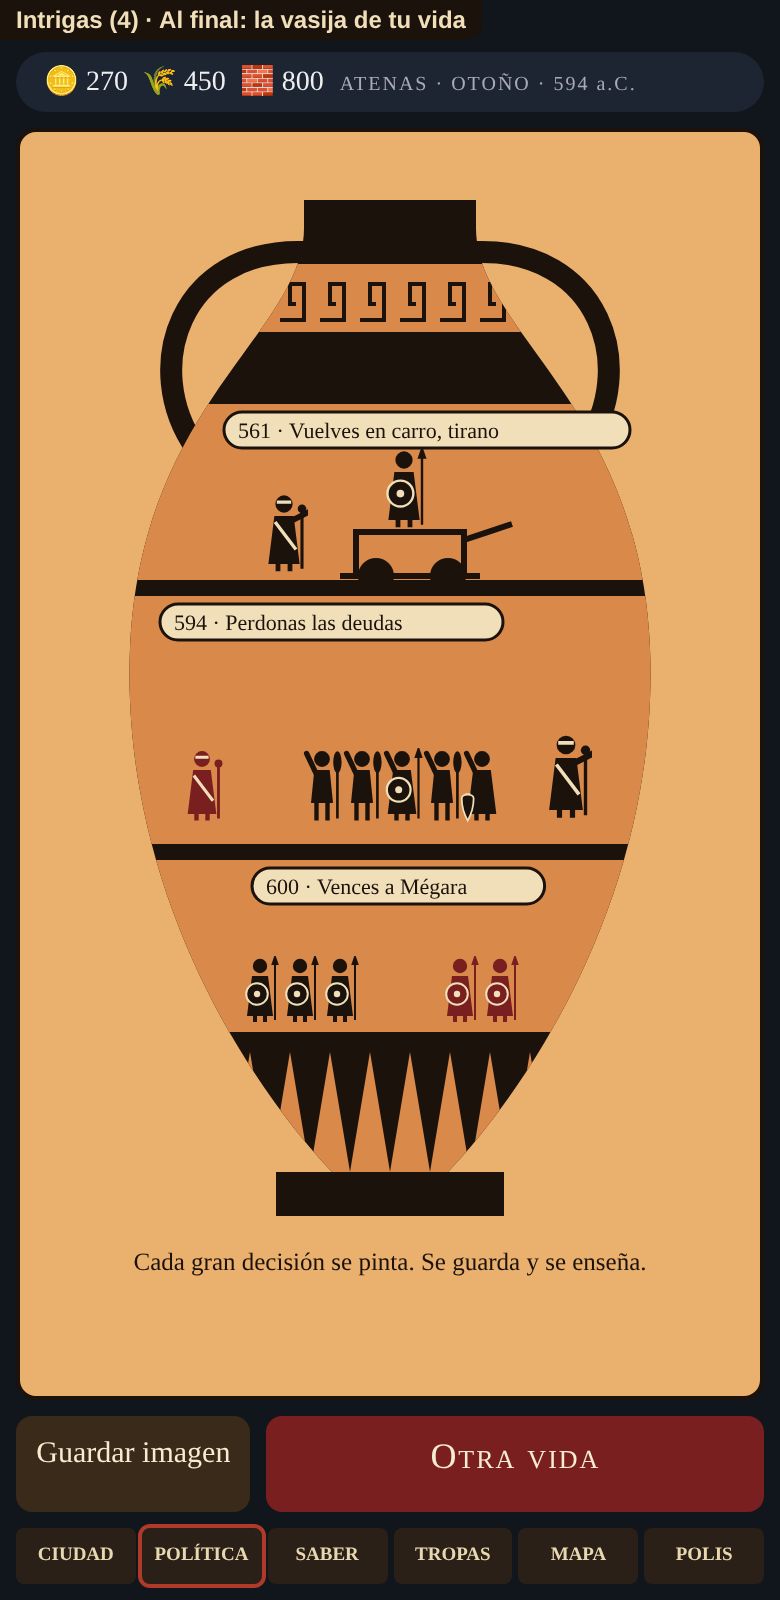 Intrigas (4) · Al final: la vasija de tu vida
270 450 800 ATENAS · OTOÑO · 594 a.C.
561 · Vuelves en carro, tirano
594 · Perdonas las deudas
600 · Vences a Mégara
Cada gran decisión se pinta. Se guarda y se enseña.
Guardar imagen
OTRA VIDA
CIUDAD
POLÍTICA
SABER
TROPAS
MAPA
POLIS